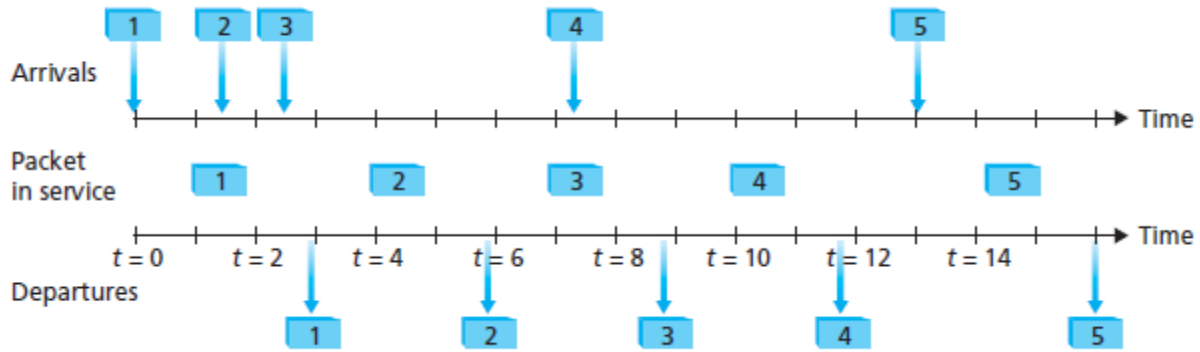 1 2 3 4 5
Arrivals
Time
Packet
in service
1 2 3 4 5
Time
t = 0 t = 2 t = 4 t = 6 t = 8 t = 10 t = 12 t = 14
Departures
1 2 3 4 5